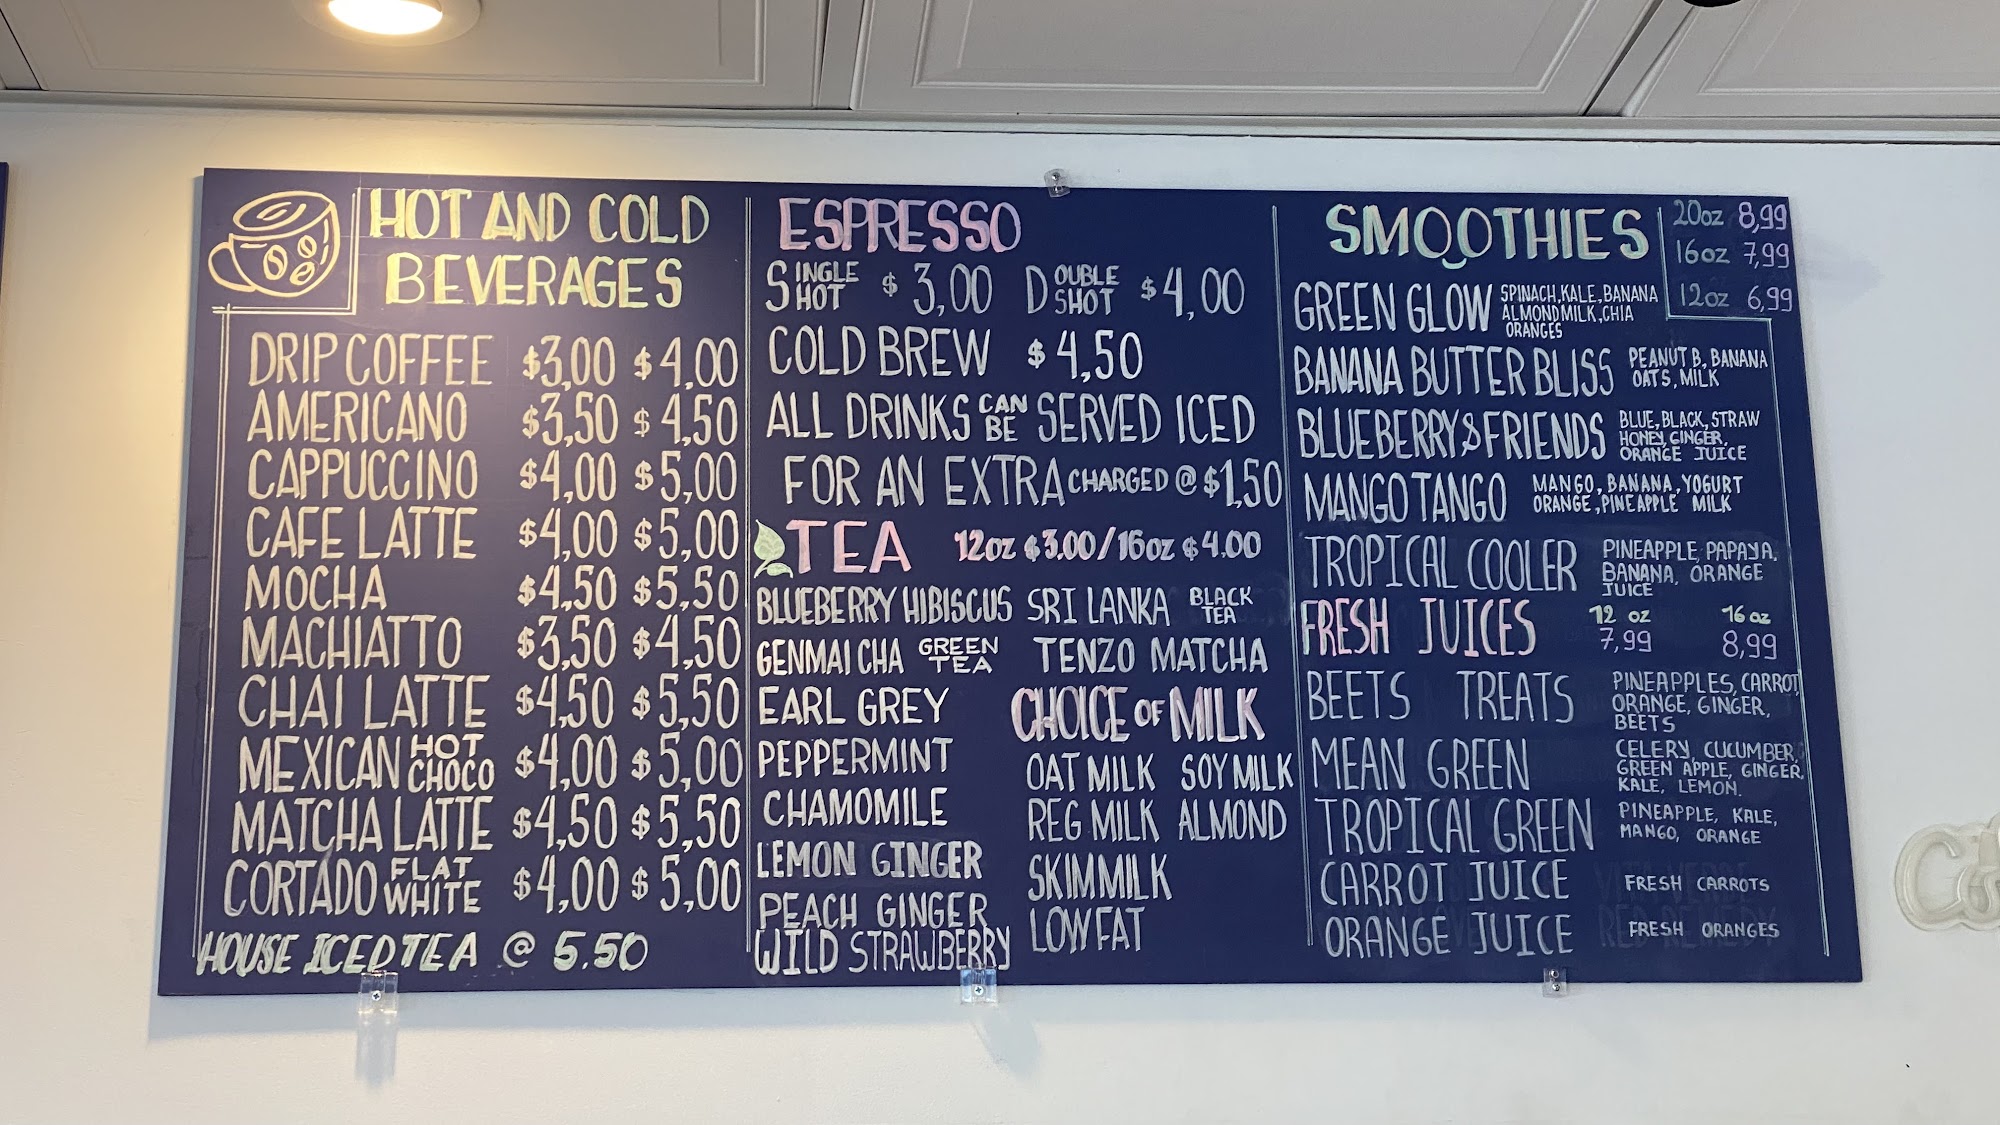 HOT AND COLD
BEVERAGES
DRIP COFFEE $3,00 $4,00
AMERICANO $3,50 $4,50
CAPPUCCINO $4,00 $5,00
CAFE LATTE $4,00 $5,00
MOCHA $4,50 $5,50
MACHIATTO $3,50 $4,50
CHAI LATTE $4,50 $5,50
MEXICAN HOT CHOCO $4,00 $5,00
MATCHA LATTE $4,50 $5,50
CORTADO FLAT WHITE $4,00 $5,00
HOUSE ICED TEA @ 5.50
ESPRESSO
SINGLE SHOT $3,00 DOUBLE SHOT $4,00
COLD BREW $4,50
ALL DRINKS CAN BE SERVED ICED
FOR AN EXTRA CHARGED @ $1,50
TEA 12oz $3.00/16oz $4.00
BLUEBERRY HIBISCUS SRI LANKA BLACK TEA
GENMAI CHA GREEN TEA TENZO MATCHA
EARL GREY
PEPPERMINT
CHAMOMILE
LEMON GINGER
PEACH GINGER
WILD STRAWBERRY
CHOICE OF MILK
OAT MILK SOY MILK
REG MILK ALMOND
SKIM MILK
LOW FAT
SMOOTHIES
20oz 8,99
16oz 7,99
12oz 6,99
GREEN GLOW SPINACH, KALE, BANANA
ALMOND MILK, CHIA
ORANGES
BANANA BUTTER BLISS PEANUT B, BANANA
OATS, MILK
BLUEBERRY & FRIENDS BLUE, BLACK, STRAW
HONEY, GINGER,
ORANGE JUICE
MANGO TANGO MANGO, BANANA, YOGURT
ORANGE, PINEAPPLE MILK
TROPICAL COOLER PINEAPPLE, PAPAYA,
BANANA, ORANGE
JUICE
FRESH JUICES 12 oz 16 oz
7,99 8,99
BEETS TREATS PINEAPPLES, CARROT,
ORANGE, GINGER,
BEETS
MEAN GREEN CELERY, CUCUMBER,
GREEN APPLE, GINGER,
KALE, LEMON.
TROPICAL GREEN PINEAPPLE, KALE,
MANGO, ORANGE
CARROT JUICE FRESH CARROTS
ORANGE JUICE FRESH ORANGES